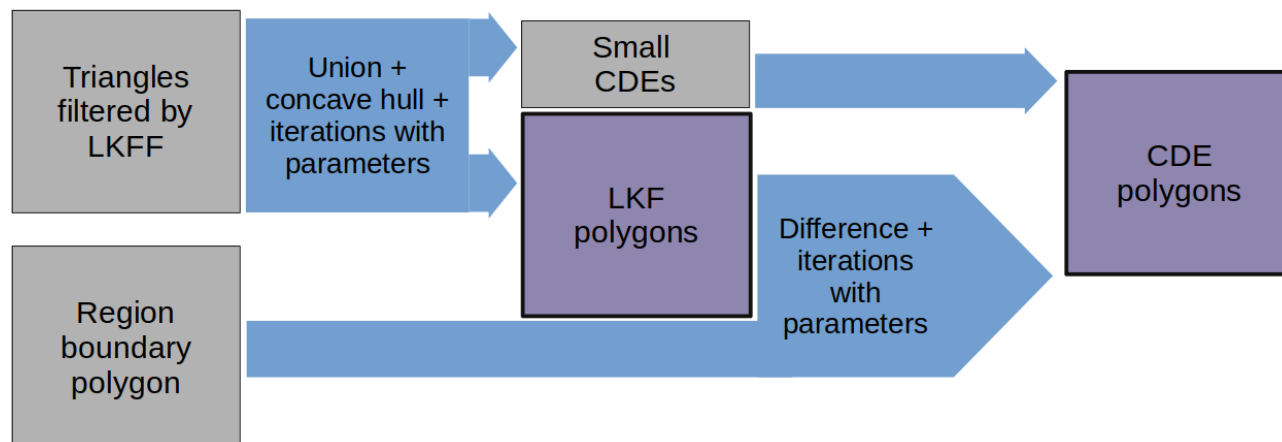 Triangles
filtered by
LKFF
Union +
concave hull +
iterations with
parameters
Small
CDEs
LKF
polygons
CDE
polygons
Region
boundary
polygon
Difference +
iterations
with
parameters